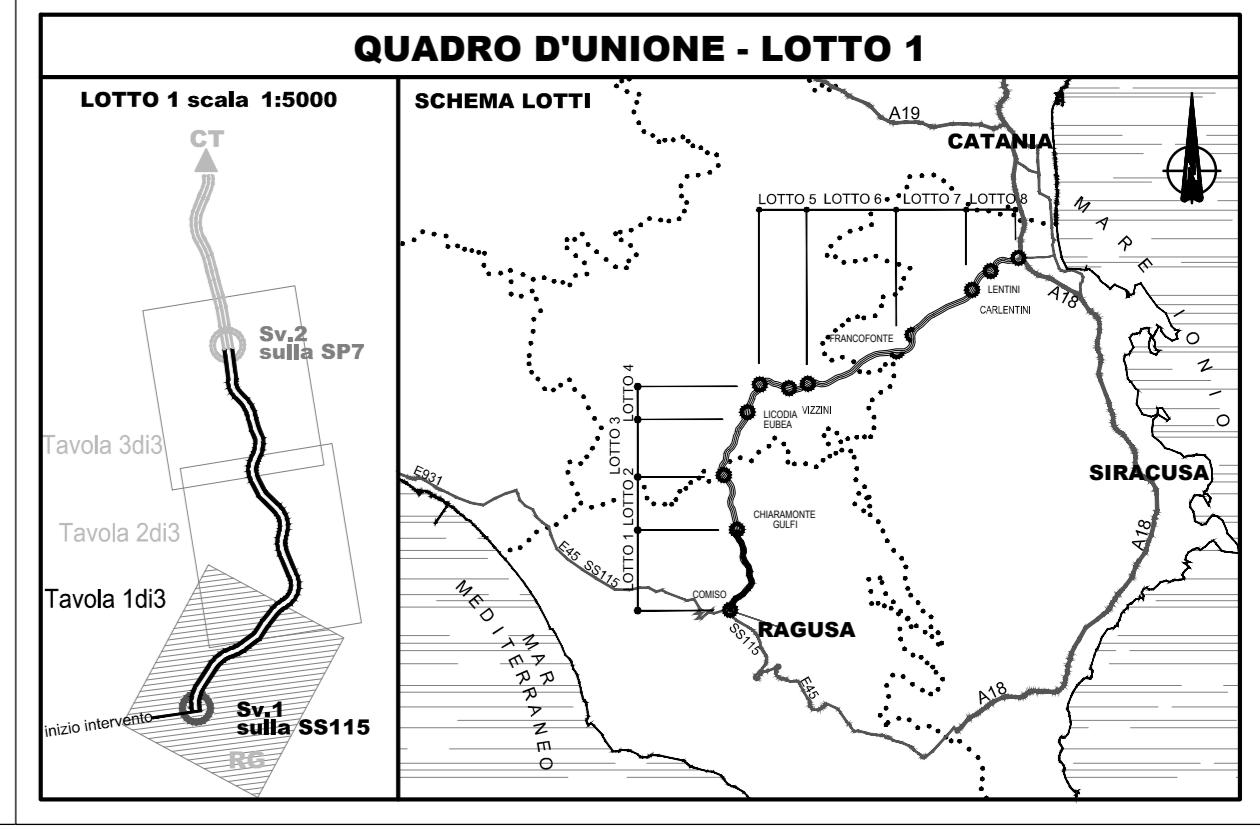 QUADRO D'UNIONE - LOTTO 1
LOTTO 1 scala 1:5000
CT
Sv.2
sulla SP7
Tavola 3di3
Tavola 2di3
Tavola 1di3
inizio intervento
Sv.1
sulla SS115
RG
SCHEMA LOTTI
A19
CATANIA
LOTTO 5
LOTTO 6
LOTTO 7
LOTTO 8
MARE IONIO
LENTINI
CARLENTINI
A18
FRANCOFONTE
LOTTO 4
LOTTO 3
LOTTO 2
LOTTO 1
LICODIA
EUBEA
VIZZINI
SIRACUSA
E931
CHIARAMONTE
GULFI
A18
E45 SS115
COMISO
RAGUSA
SS115
E45
A18
MAR
MEDITERRANEO